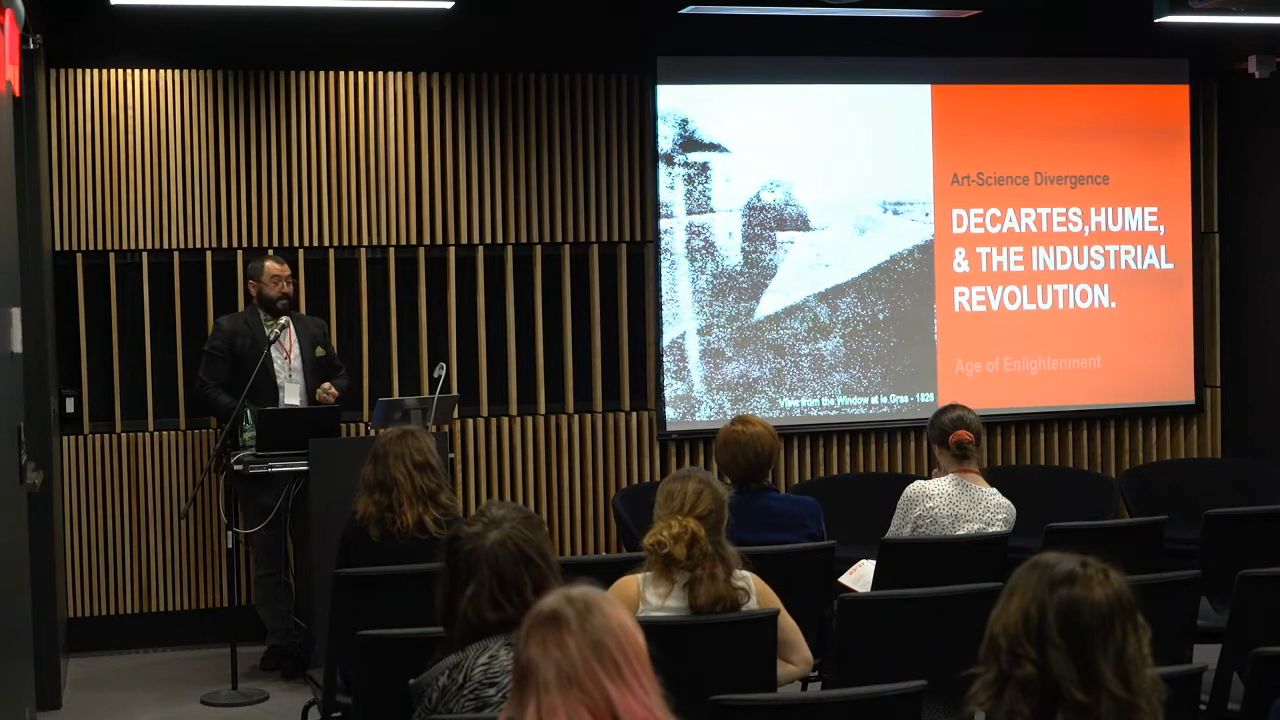 Art-Science Divergence
DECARTES,HUME,
& THE INDUSTRIAL
REVOLUTION.
Age of Enlightenment
View from the Window at le Gras - 1826